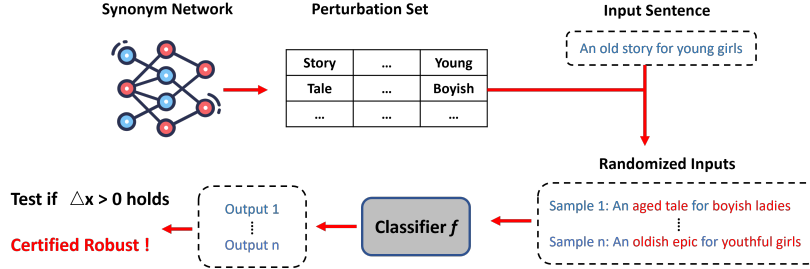 Synonym Network
Perturbation Set
Input Sentence
Story ... Young
Tale ... Boyish
... ... ...
An old story for young girls
Randomized Inputs
Sample 1: An aged tale for boyish ladies
Sample n: An oldish epic for youthful girls
Classifier f
Output 1
Output n
Test if △x > 0 holds
Certified Robust !